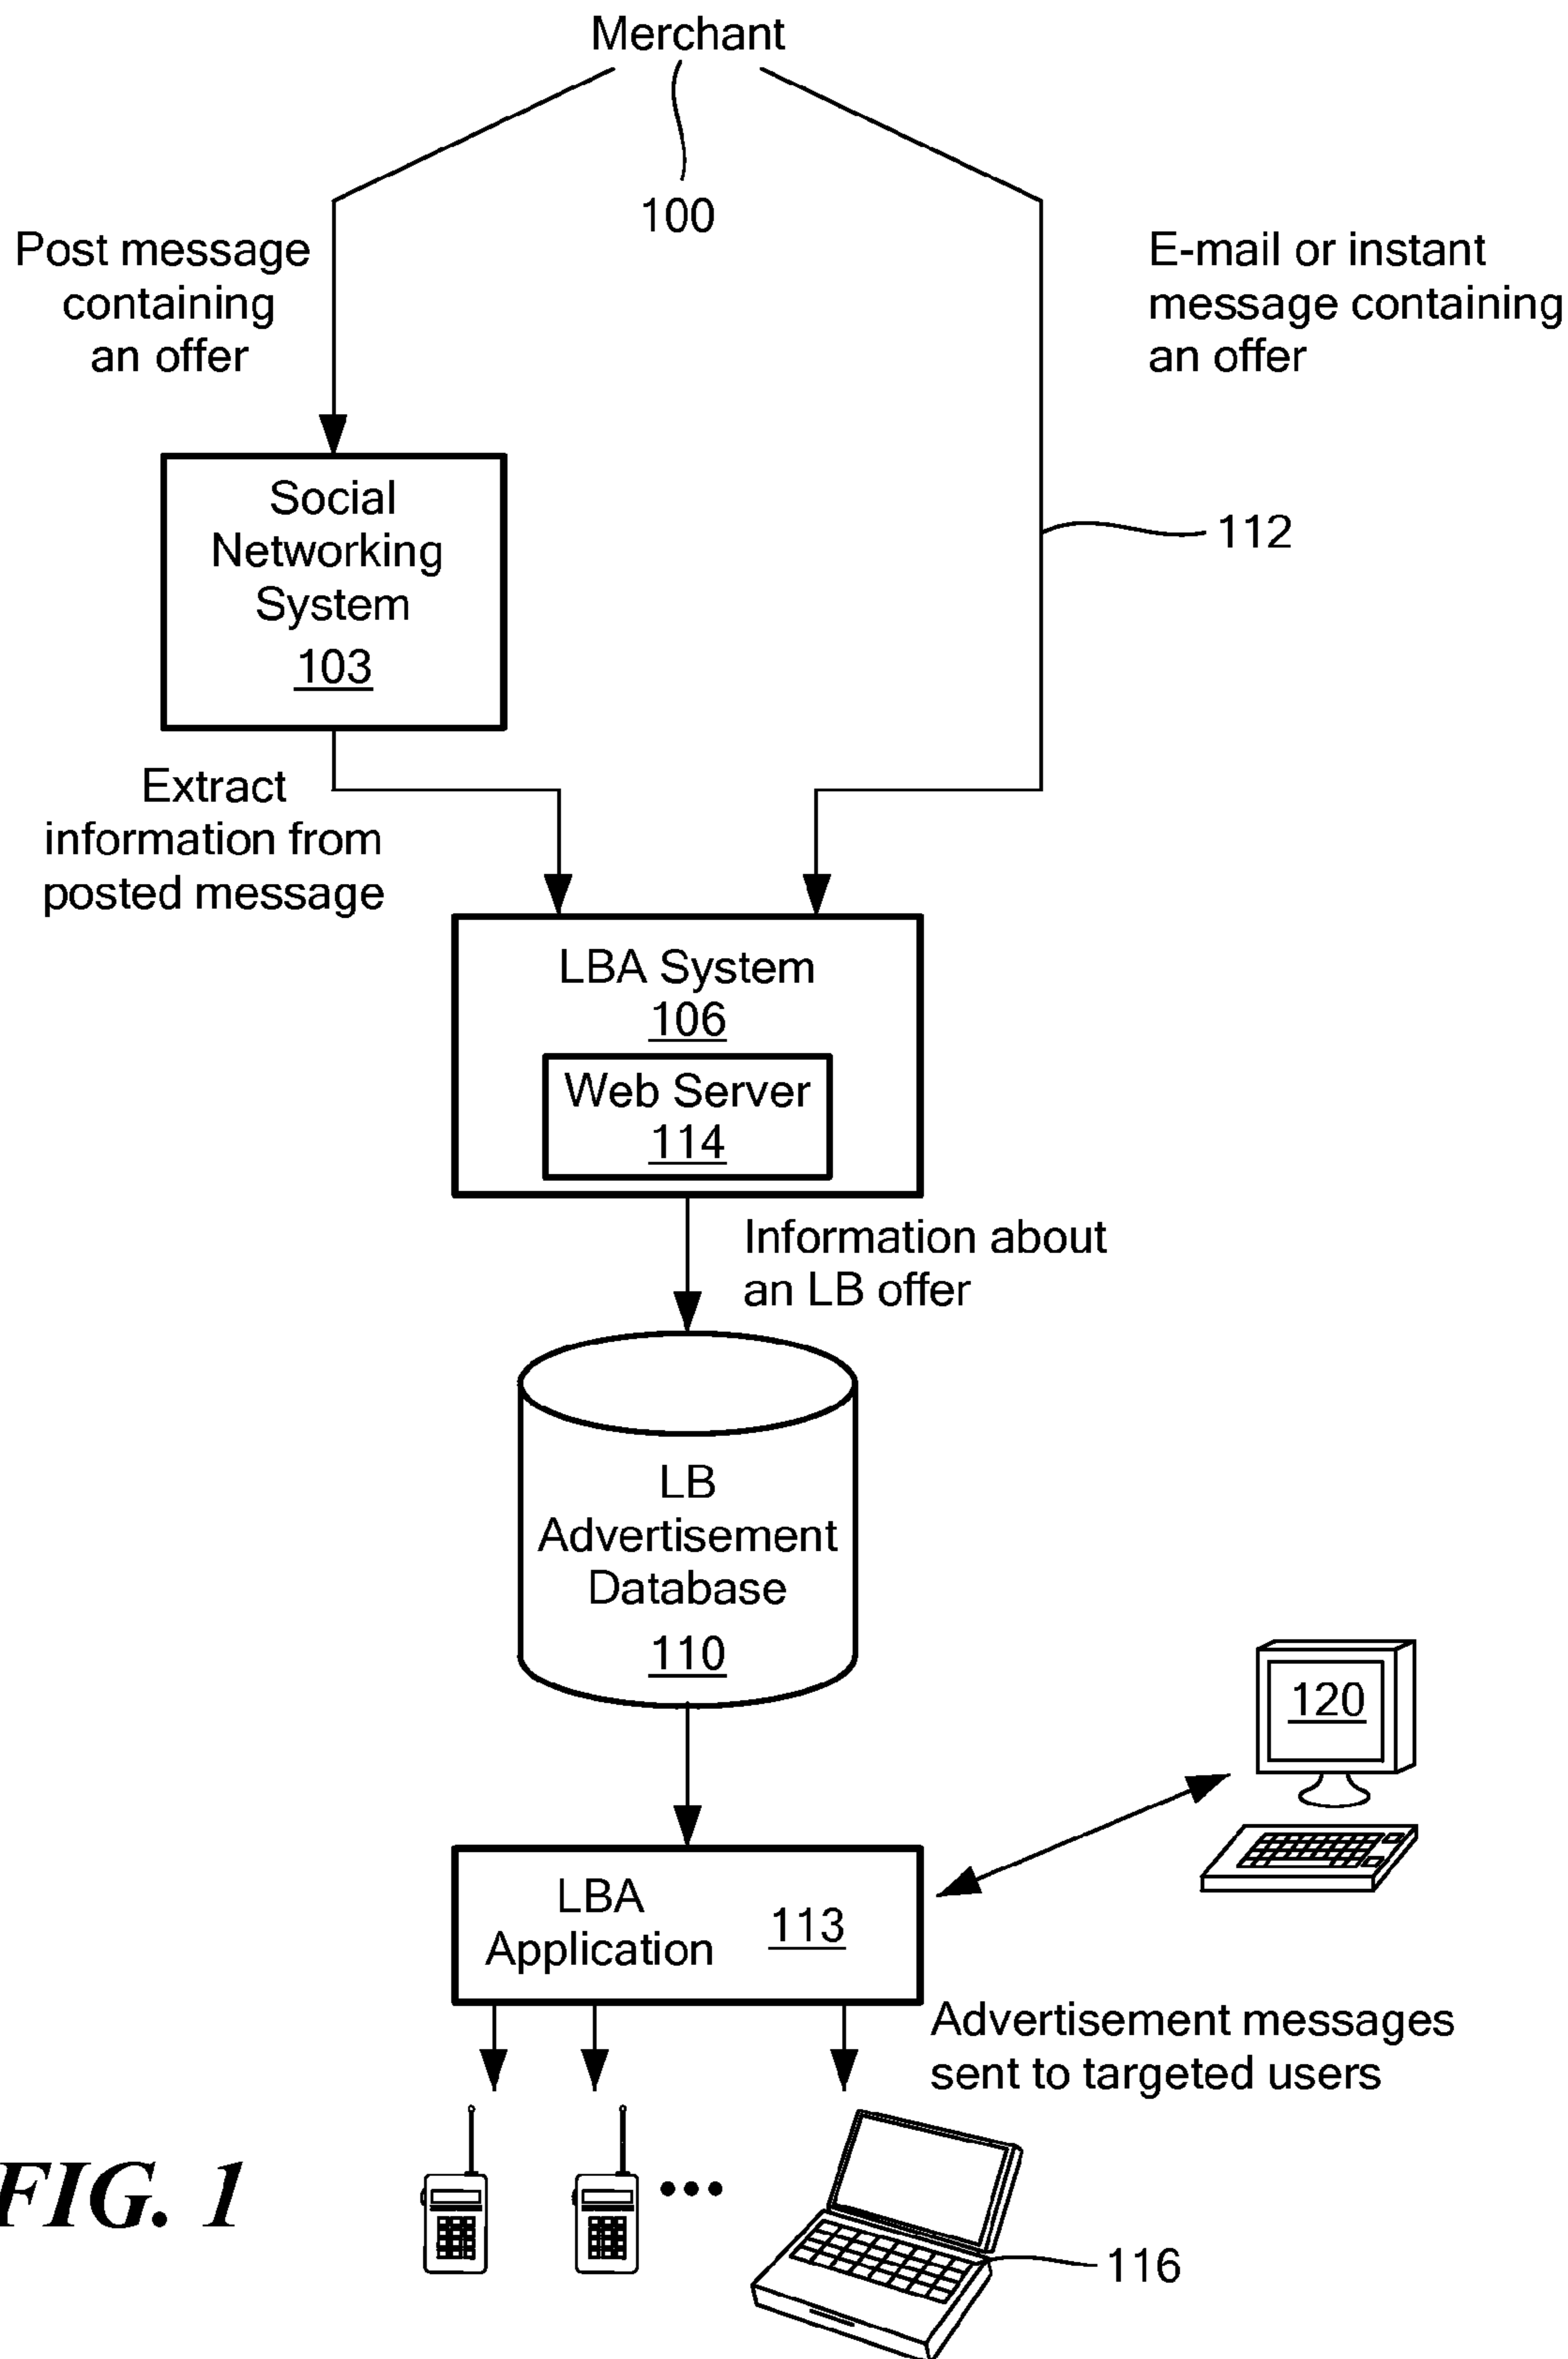 Merchant
100
Post message
containing
an offer
E-mail or instant
message containing
an offer
112
Social
Networking
System
103
Extract
information from
posted message
LBA System
106
Web Server
114
Information about
an LB offer
LB
Advertisement
Database
110
120
LBA
Application
113
Advertisement messages
sent to targeted users
116
FIG. 1